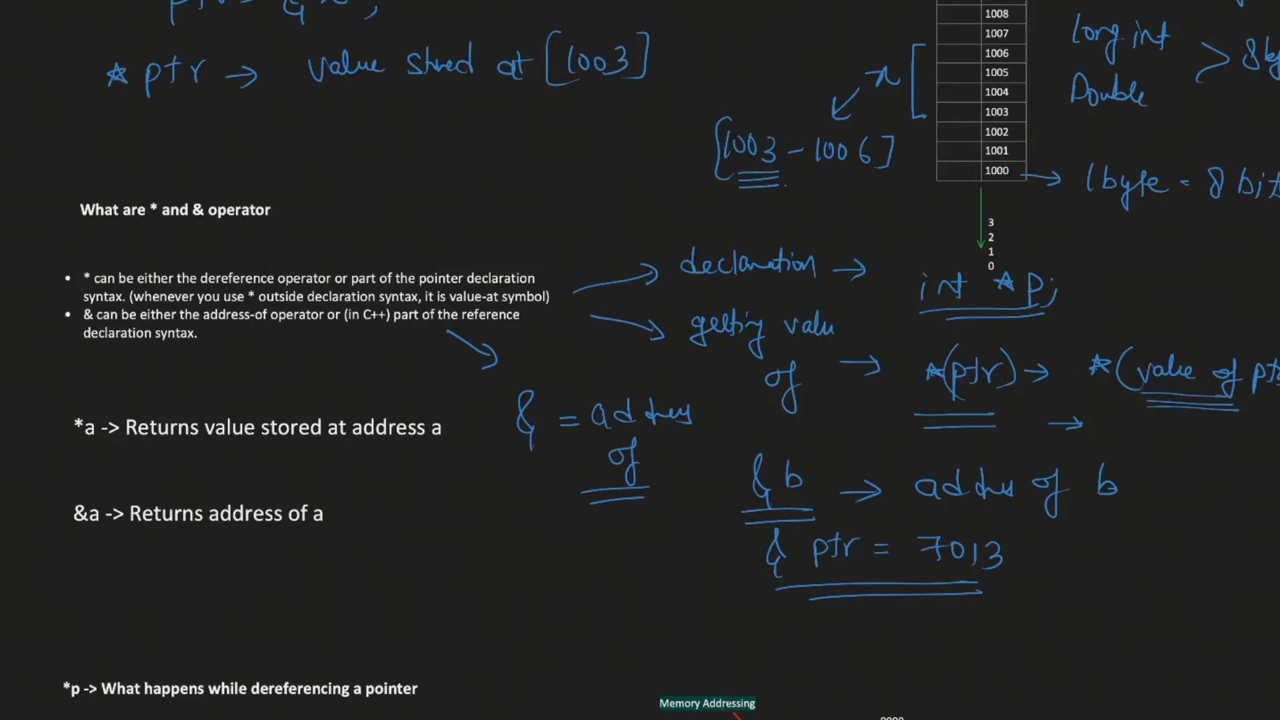 ptr = &x;
* ptr → value stored at [1003]
1008
1007
1006
1005
1004
1003
1002
1001
1000
long int
Double
> 8 by
x
[1003 - 1006]
→ 1 byte = 8 bit
3
2
1
0
What are * and & operator
• * can be either the dereference operator or part of the pointer declaration
syntax. (whenever you use * outside declaration syntax, it is value-at symbol)
• & can be either the address-of operator or (in C++) part of the reference
declaration syntax.
declaration → int * p;
getting value
of → *(ptr) → *(value of pt
→
& = address
of
*a -> Returns value stored at address a
& b → address of b
&a -> Returns address of a
& ptr = 7013
*p -> What happens while dereferencing a pointer
Memory Addressing